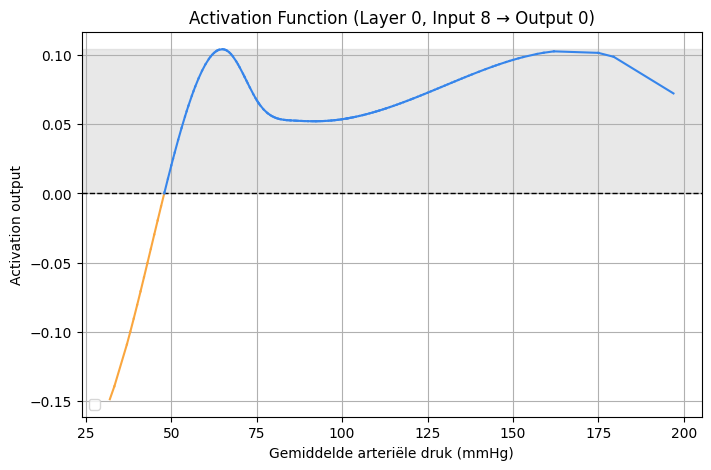 Activation Function (Layer 0, Input 8 → Output 0)
Activation output
0.10
0.05
0.00
−0.05
−0.10
−0.15
25 50 75 100 125 150 175 200
Gemiddelde arteriële druk (mmHg)